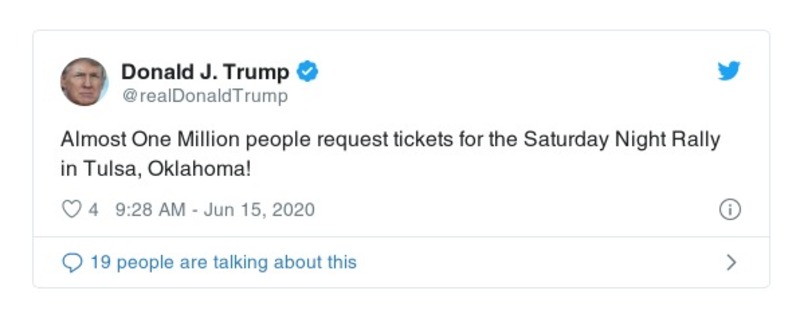 Donald J. Trump
@realDonaldTrump
Almost One Million people request tickets for the Saturday Night Rally
in Tulsa, Oklahoma!
4 9:28 AM - Jun 15, 2020
19 people are talking about this